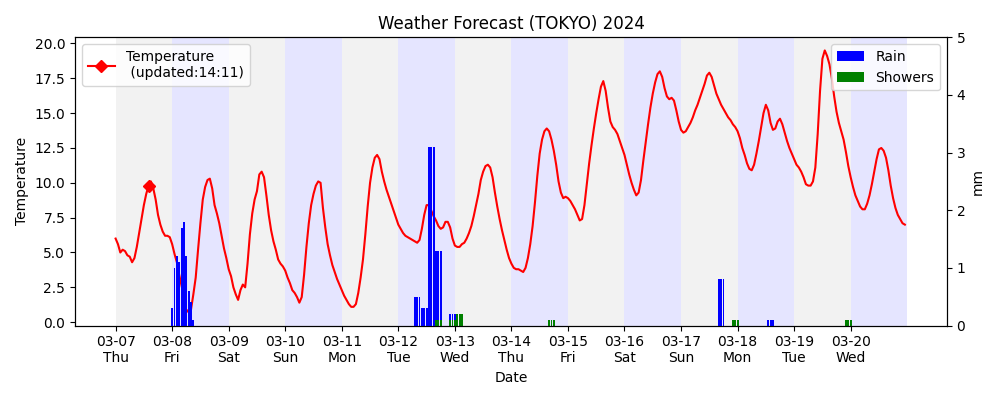 Weather Forecast (TOKYO) 2024
Temperature
(updated:14:11)
Rain
Showers
Temperature
20.0
17.5
15.0
12.5
10.0
7.5
5.0
2.5
0.0
5
4
3
2
1
0
mm
03-07 03-08 03-09 03-10 03-11 03-12 03-13 03-14 03-15 03-16 03-17 03-18 03-19 03-20
Thu Fri Sat Sun Mon Tue Wed Thu Fri Sat Sun Mon Tue Wed
Date